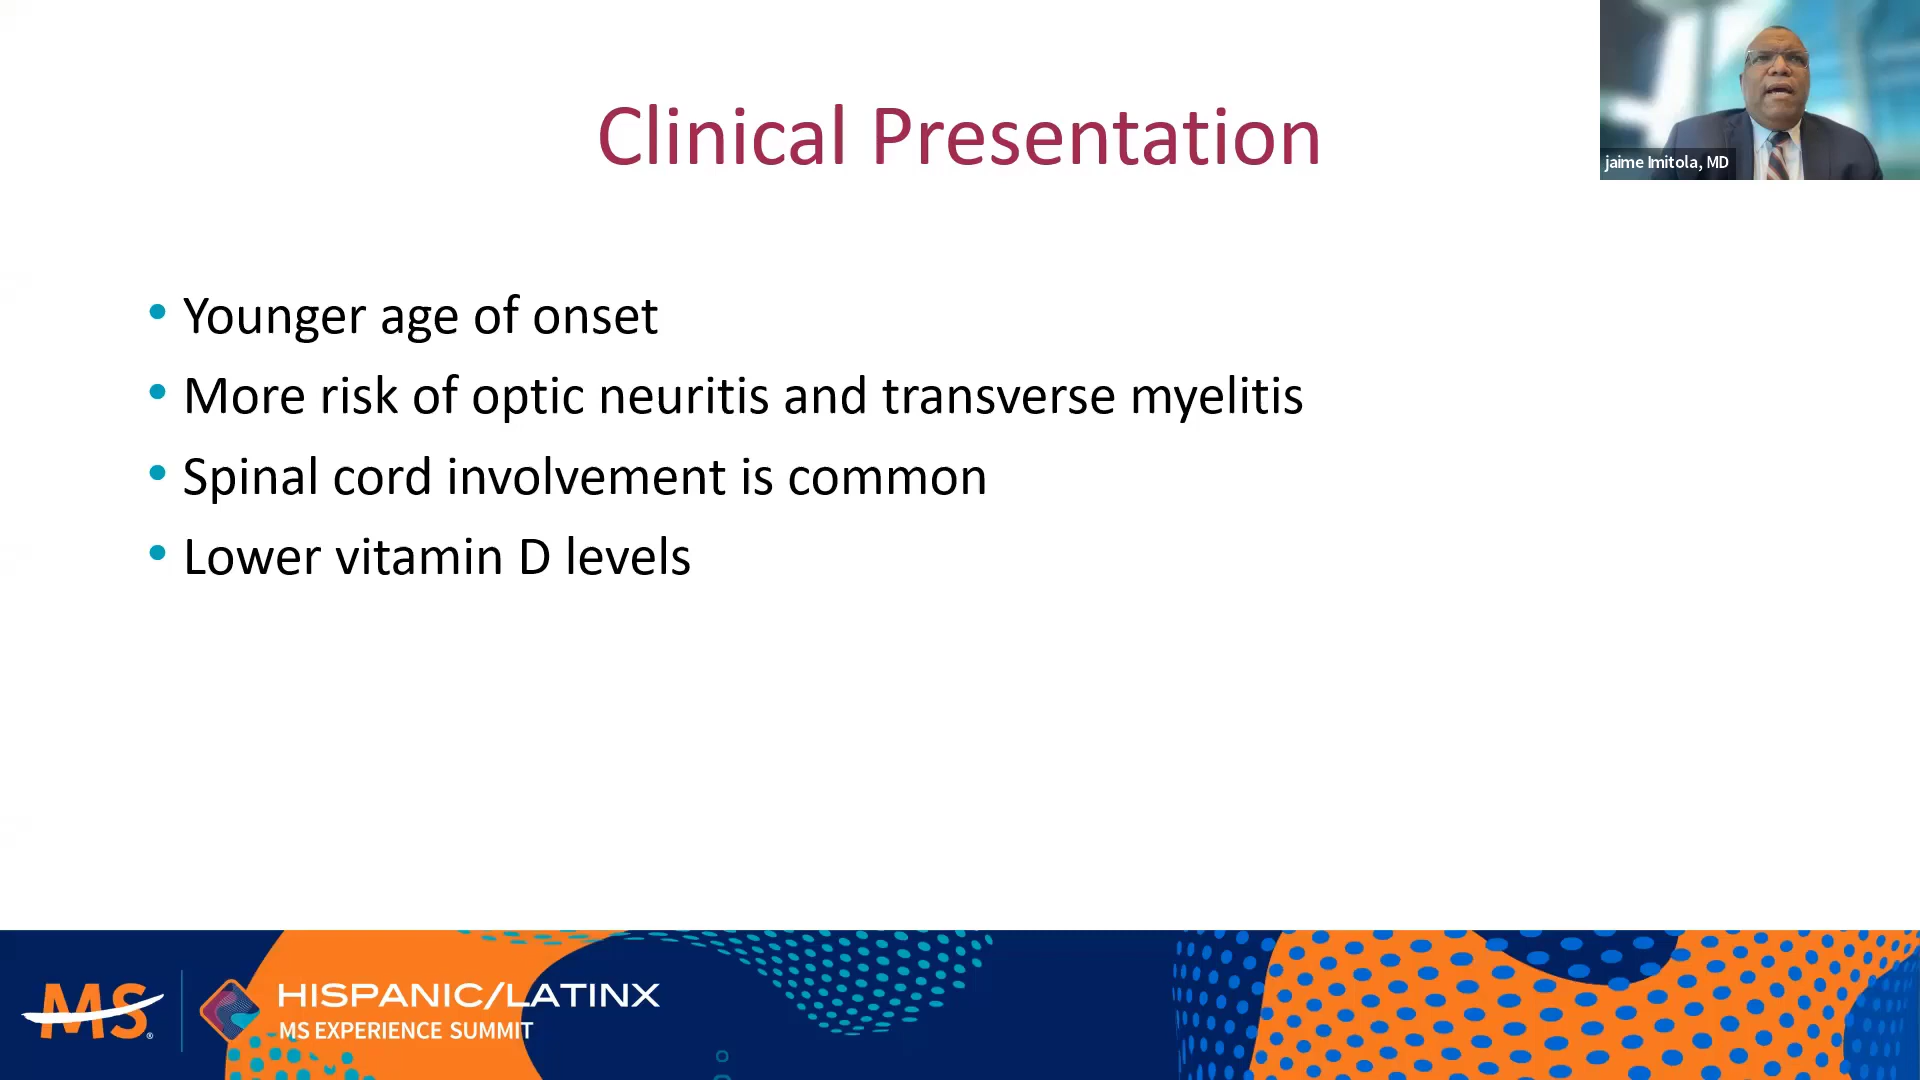 Clinical Presentation
jaime Imitola, MD
• Younger age of onset
• More risk of optic neuritis and transverse myelitis
• Spinal cord involvement is common
• Lower vitamin D levels
MS®
HISPANIC/LATINX
MS EXPERIENCE SUMMIT